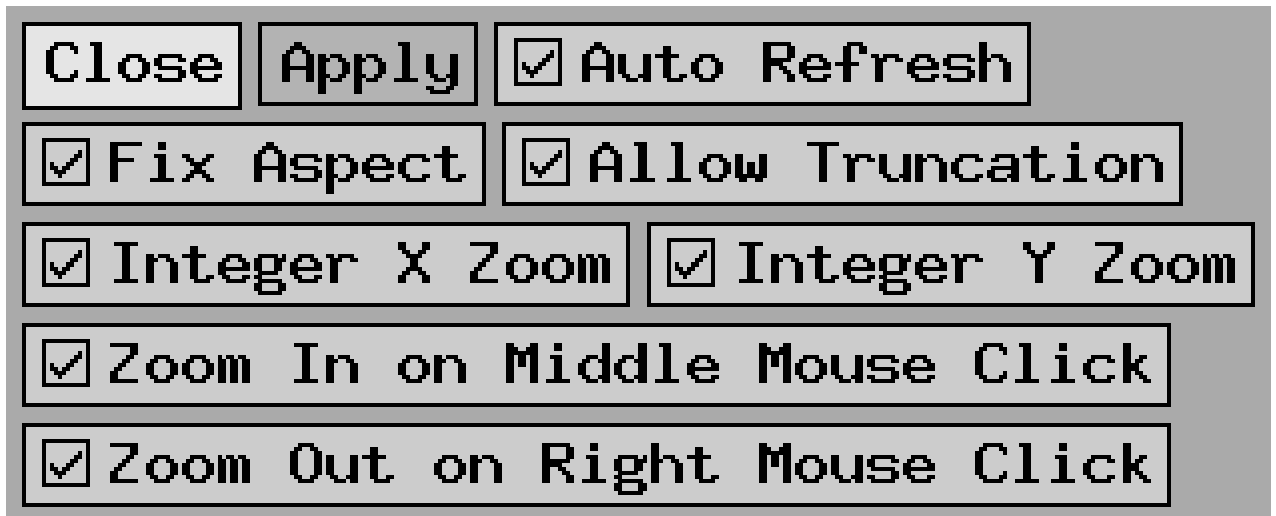 Close Apply Auto Refresh
Fix Aspect Allow Truncation
Integer X Zoom Integer Y Zoom
Zoom In on Middle Mouse Click
Zoom Out on Right Mouse Click